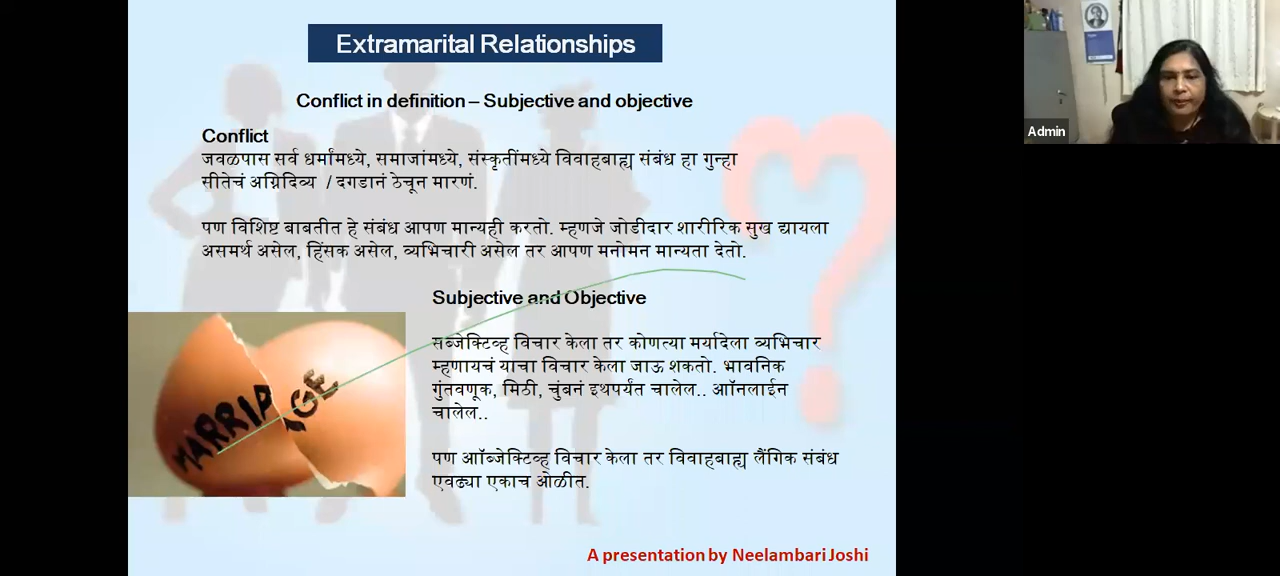 Extramarital Relationships
Conflict in definition – Subjective and objective
Conflict
जवळपास सर्व धर्मांमध्ये, समाजांमध्ये, संस्कृतींमध्ये विवाहबाह्य संबंध हा गुन्हा
सीतेचं अग्निदिव्य / दगडानं ठेचून मारणं.
पण विशिष्ट बाबतीत हे संबंध आपण मान्यही करतो. म्हणजे जोडीदार शारीरिक सुख द्यायला
असमर्थ असेल, हिंसक असेल, व्यभिचारी असेल तर आपण मनोमन मान्यता देतो.
Subjective and Objective
सब्जेक्टिव्ह विचार केला तर कोणत्या मर्यादेला व्यभिचार
म्हणायचं याचा विचार केला जाऊ शकतो. भावनिक
गुंतवणूक, मिठी, चुंबनं इथपर्यंत चालेल.. ऑनलाईन
चालेल..
पण ऑब्जेक्टिव्ह विचार केला तर विवाहबाह्य लैंगिक संबंध
एवढ्या एकाच ओळीत.
MARRIAGE
A presentation by Neelambari Joshi
Admin